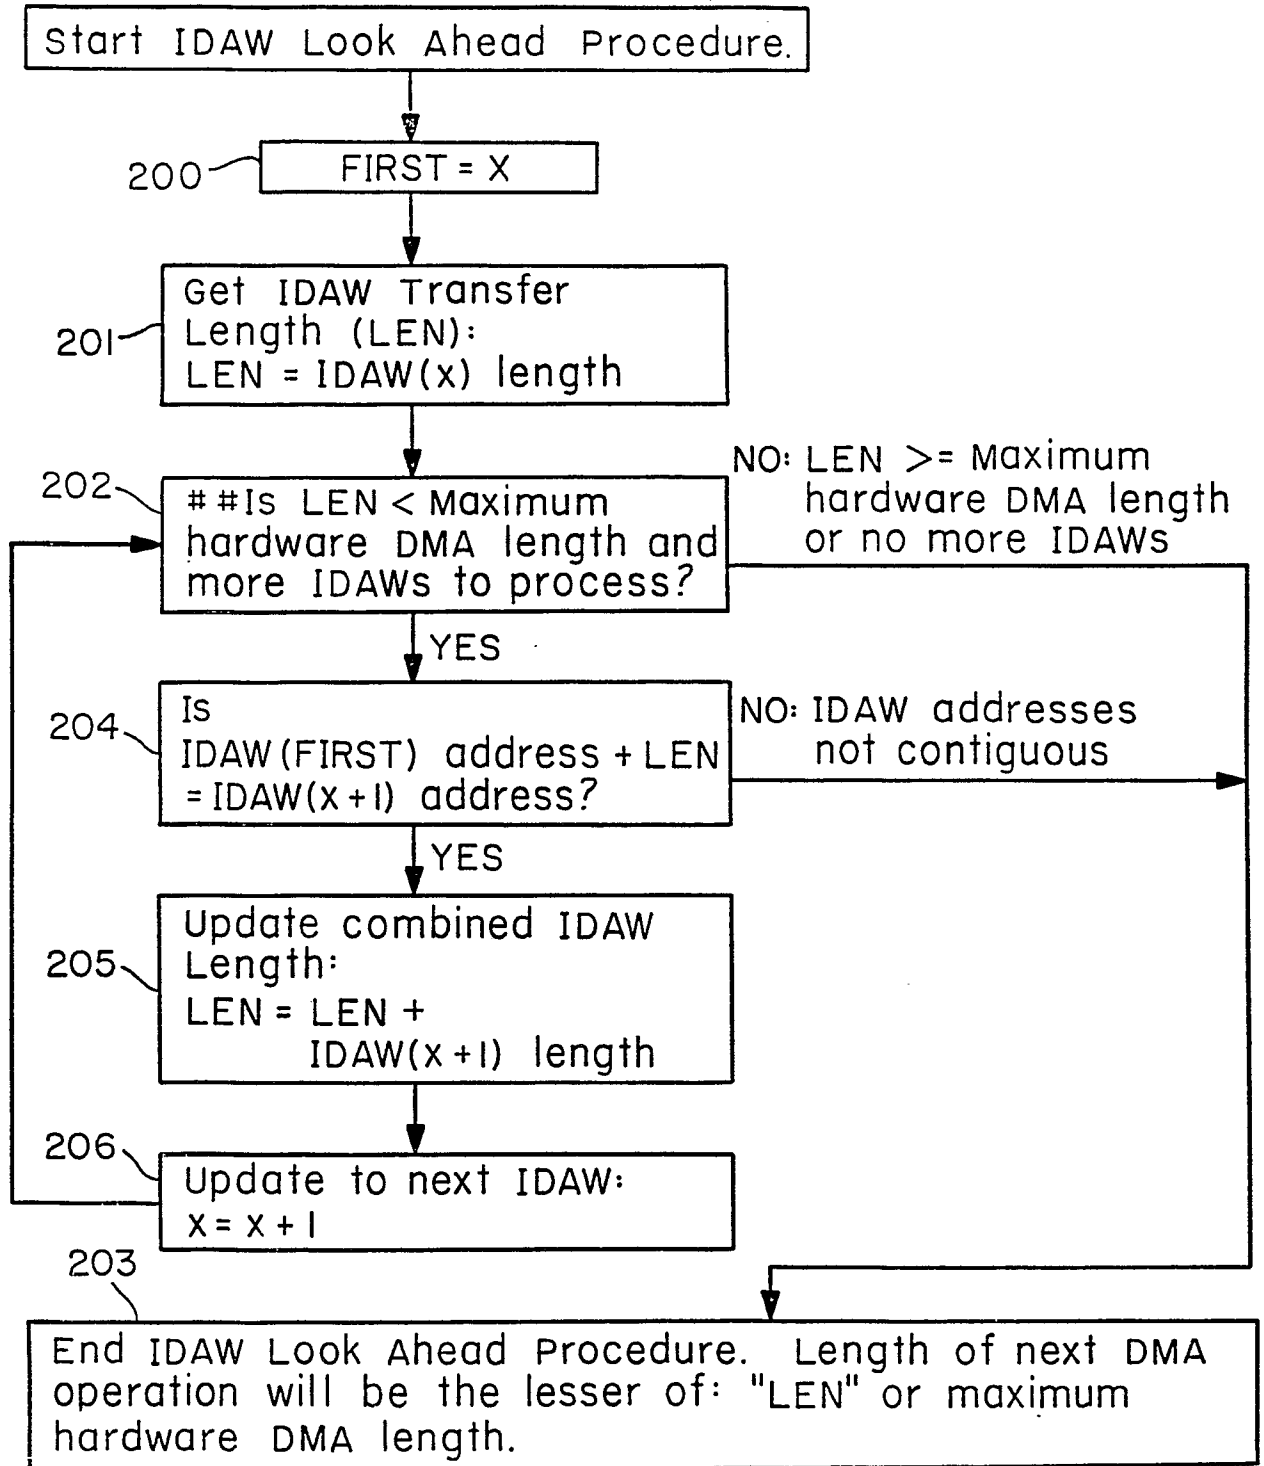 Start IDAW Look Ahead Procedure.
200
FIRST = X
201
Get IDAW Transfer
Length (LEN):
LEN = IDAW(x) length
202
##Is LEN < Maximum
hardware DMA length and
more IDAWs to process?
NO: LEN >= Maximum
hardware DMA length
or no more IDAWs
YES
204
Is
IDAW(FIRST) address + LEN
= IDAW(x+1) address?
NO: IDAW addresses
not contiguous
YES
205
Update combined IDAW
Length:
LEN = LEN +
IDAW(x+1) length
206
Update to next IDAW:
x = x + 1
203
End IDAW Look Ahead Procedure. Length of next DMA
operation will be the lesser of: "LEN" or maximum
hardware DMA length.